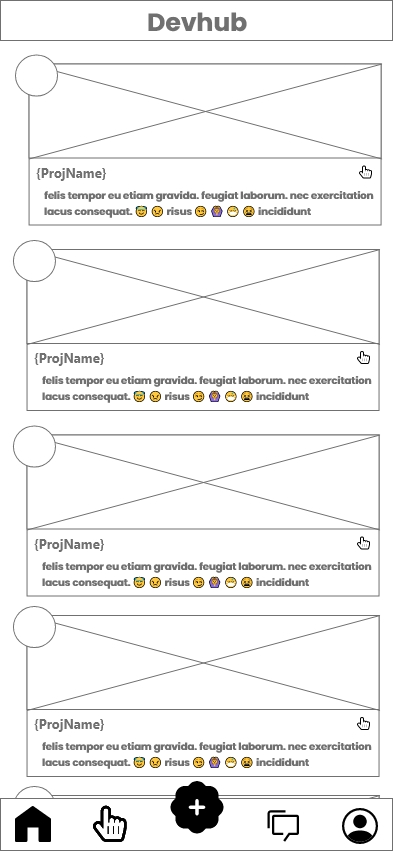 Devhub
{ProjName}
felis tempor eu etiam gravida. feugiat laborum. nec exercitation
lacus consequat. 😇 😉 risus 😏 🙆 😷 😫 incididunt
{ProjName}
felis tempor eu etiam gravida. feugiat laborum. nec exercitation
lacus consequat. 😇 😉 risus 😏 🙆 😷 😫 incididunt
{ProjName}
felis tempor eu etiam gravida. feugiat laborum. nec exercitation
lacus consequat. 😇 😉 risus 😏 🙆 😷 😫 incididunt
{ProjName}
felis tempor eu etiam gravida. feugiat laborum. nec exercitation
lacus consequat. 😇 😉 risus 😏 🙆 😷 😫 incididunt